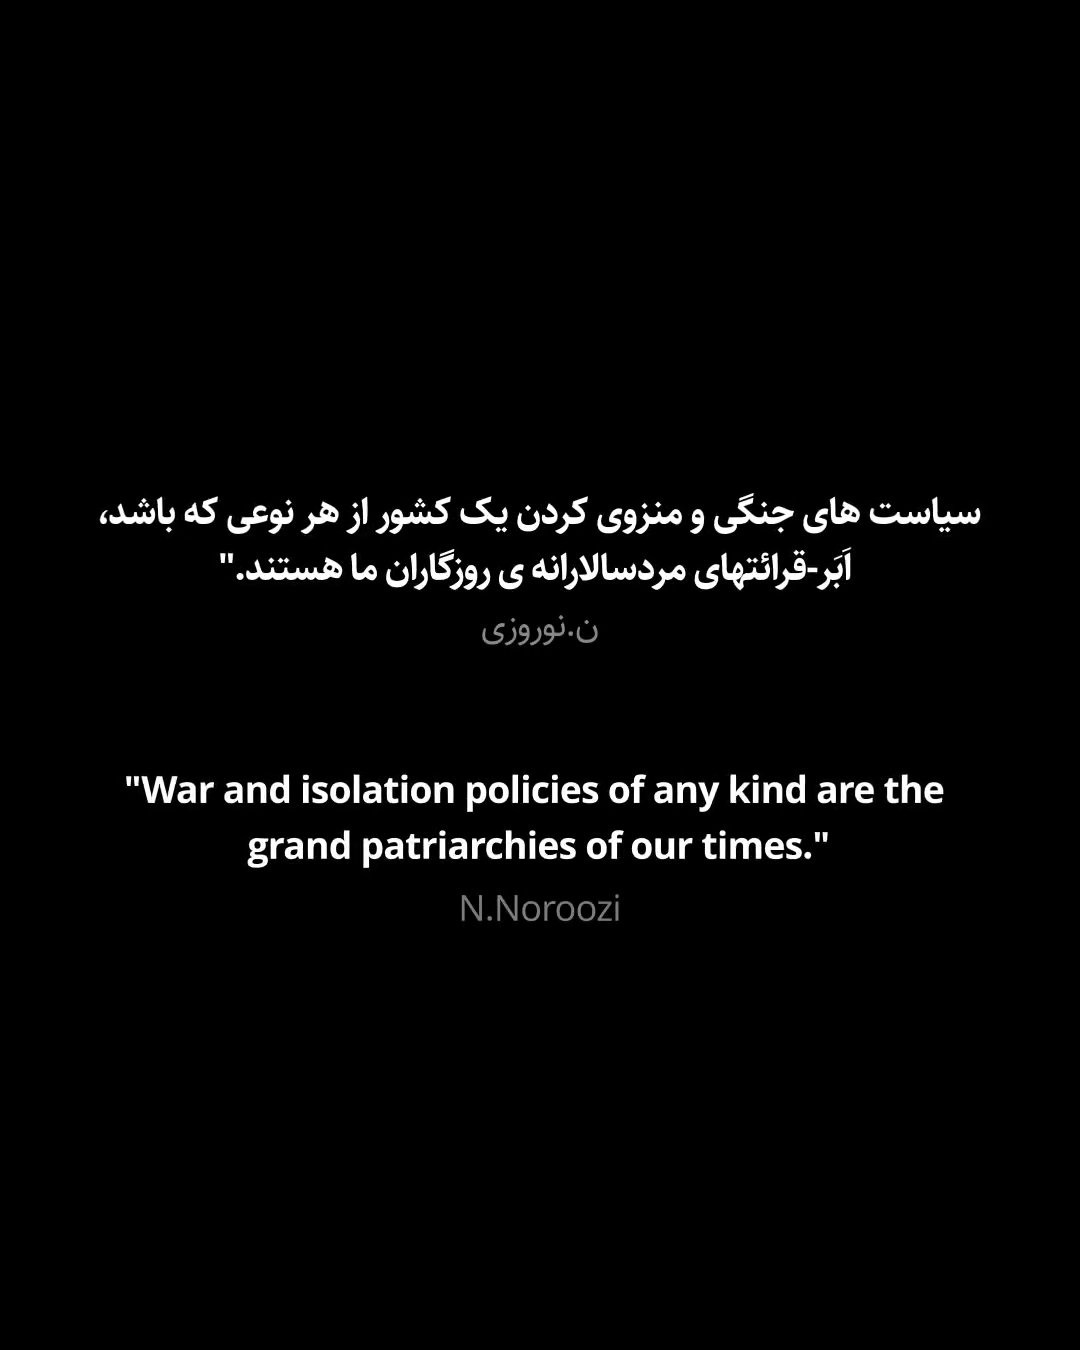 سیاست های جنگی و منزوی کردن یک کشور از هر نوعی که باشد،
اَبَر-قرائتهای مردسالارانه ی روزگاران ما هستند."
ن.نوروزی
"War and isolation policies of any kind are the
grand patriarchies of our times."
N.Noroozi